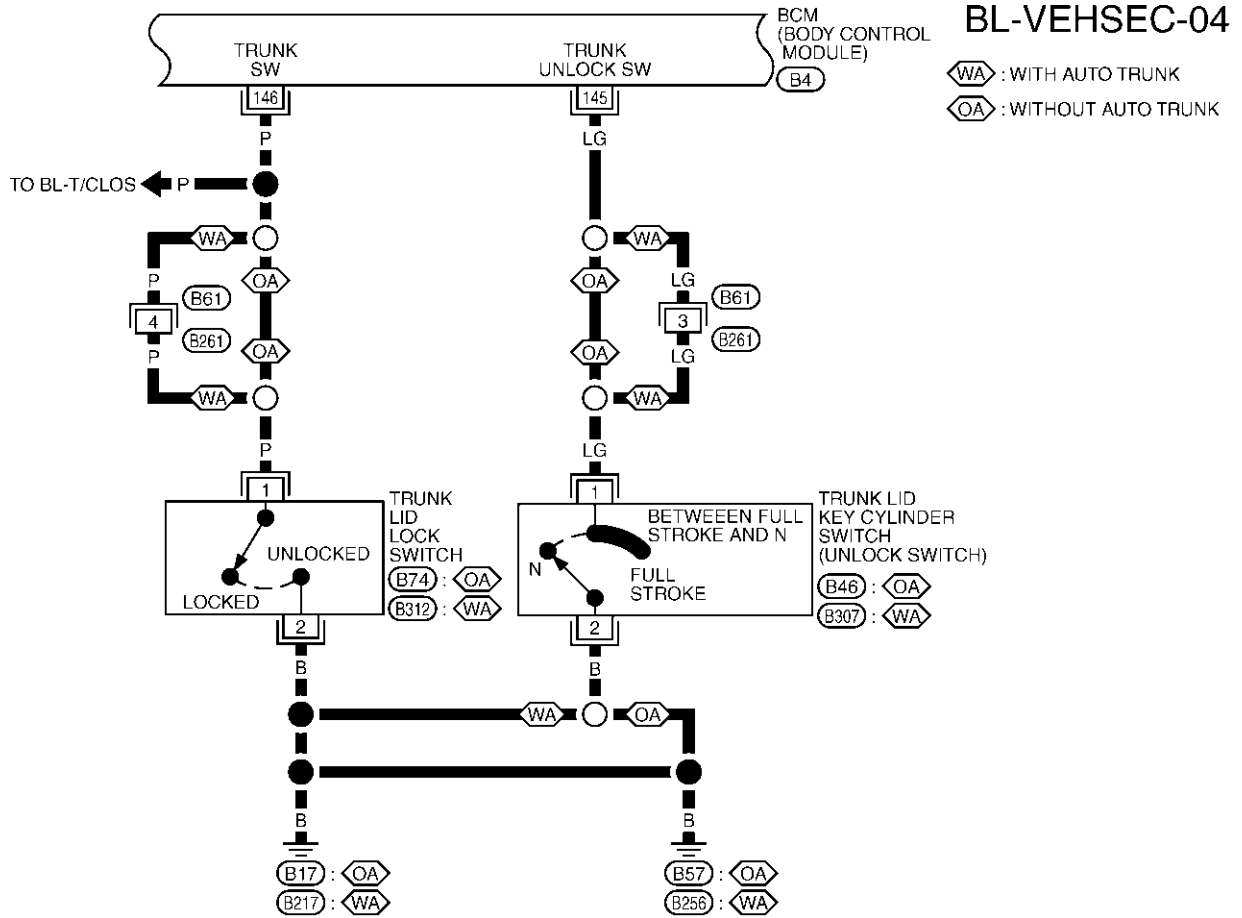 BL-VEHSEC-04
BCM
(BODY CONTROL
MODULE)
B4
WA : WITH AUTO TRUNK
OA : WITHOUT AUTO TRUNK
TRUNK
SW
TRUNK
UNLOCK SW
146
145
P
LG
TO BL-T/CLOS
P
WA
WA
OA
OA
P
B61
LG
B61
4
3
B261
B261
P
LG
OA
OA
WA
WA
P
LG
1
1
TRUNK
LID
LOCK
SWITCH
B74 : OA
B312 : WA
UNLOCKED
LOCKED
BETWEEEN FULL
STROKE AND N
N
FULL
STROKE
TRUNK LID
KEY CYLINDER
SWITCH
(UNLOCK SWITCH)
B46 : OA
B307 : WA
2
2
B
B
WA
OA
B
B
B17 : OA
B217 : WA
B57 : OA
B256 : WA